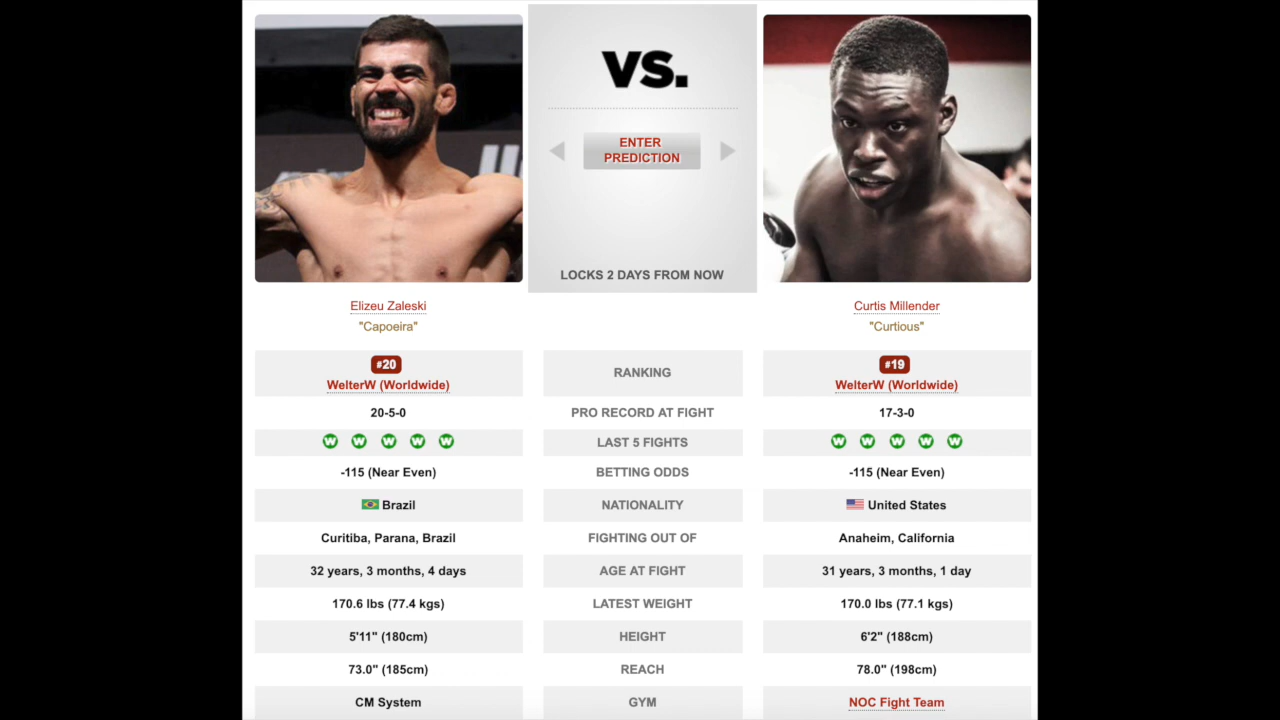 VS.
ENTER
PREDICTION
LOCKS 2 DAYS FROM NOW
Elizeu Zaleski
"Capoeira"
Curtis Millender
"Curtious"
#20
WelterW (Worldwide)
RANKING
#19
WelterW (Worldwide)
20-5-0 PRO RECORD AT FIGHT 17-3-0
W W W W W LAST 5 FIGHTS W W W W W
-115 (Near Even) BETTING ODDS -115 (Near Even)
Brazil NATIONALITY United States
Curitiba, Parana, Brazil FIGHTING OUT OF Anaheim, California
32 years, 3 months, 4 days AGE AT FIGHT 31 years, 3 months, 1 day
170.6 lbs (77.4 kgs) LATEST WEIGHT 170.0 lbs (77.1 kgs)
5'11" (180cm) HEIGHT 6'2" (188cm)
73.0" (185cm) REACH 78.0" (198cm)
CM System GYM NOC Fight Team